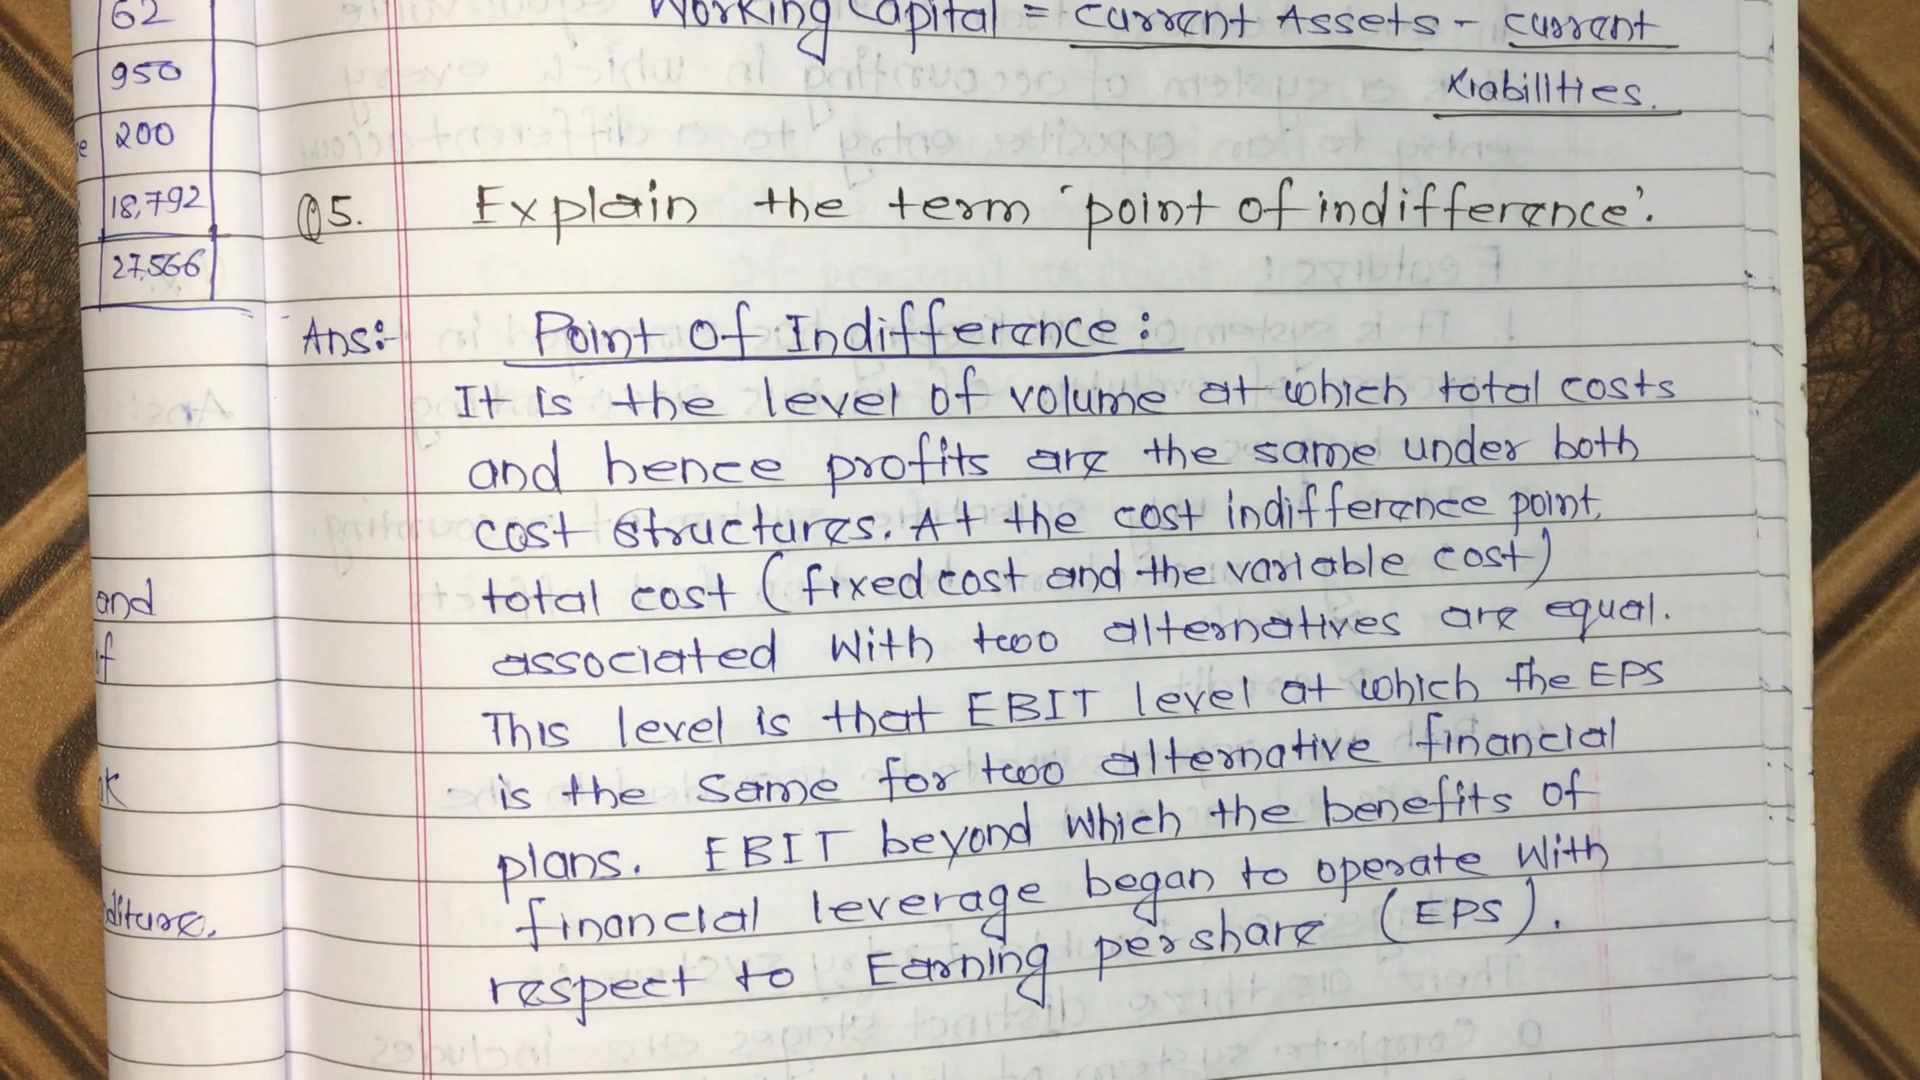 62
950
200
e
18,792
27,566
and
of
k
diture.
Working Capital = Current Assets - Current
Liabilities.
Q5. Explain the term 'point of indifference'.
Ans:- Point of Indifference :
It is the level of volume at which total costs
and hence profits are the same under both
cost structures. At the cost indifference point,
total cost (fixed cost and the variable cost)
associated with two alternatives are equal.
This level is that EBIT level at which the EPS
is the same for two alternative financial
plans. EBIT beyond which the benefits of
financial leverage began to operate with
respect to Earning per share (EPS).